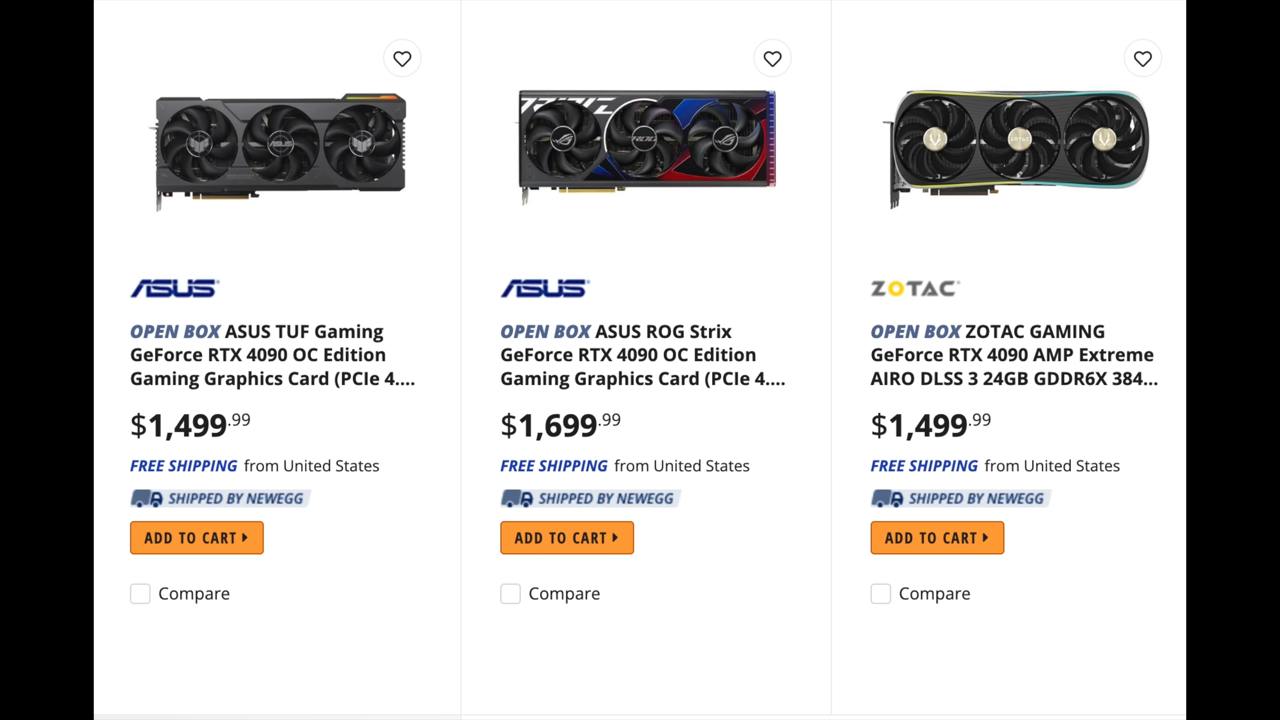 ASUS
OPEN BOX ASUS TUF Gaming
GeForce RTX 4090 OC Edition
Gaming Graphics Card (PCIe 4....
$1,499.99
FREE SHIPPING from United States
SHIPPED BY NEWEGG
ADD TO CART
Compare
ASUS
OPEN BOX ASUS ROG Strix
GeForce RTX 4090 OC Edition
Gaming Graphics Card (PCIe 4....
$1,699.99
FREE SHIPPING from United States
SHIPPED BY NEWEGG
ADD TO CART
Compare
ZOTAC
OPEN BOX ZOTAC GAMING
GeForce RTX 4090 AMP Extreme
AIRO DLSS 3 24GB GDDR6X 384...
$1,499.99
FREE SHIPPING from United States
SHIPPED BY NEWEGG
ADD TO CART
Compare